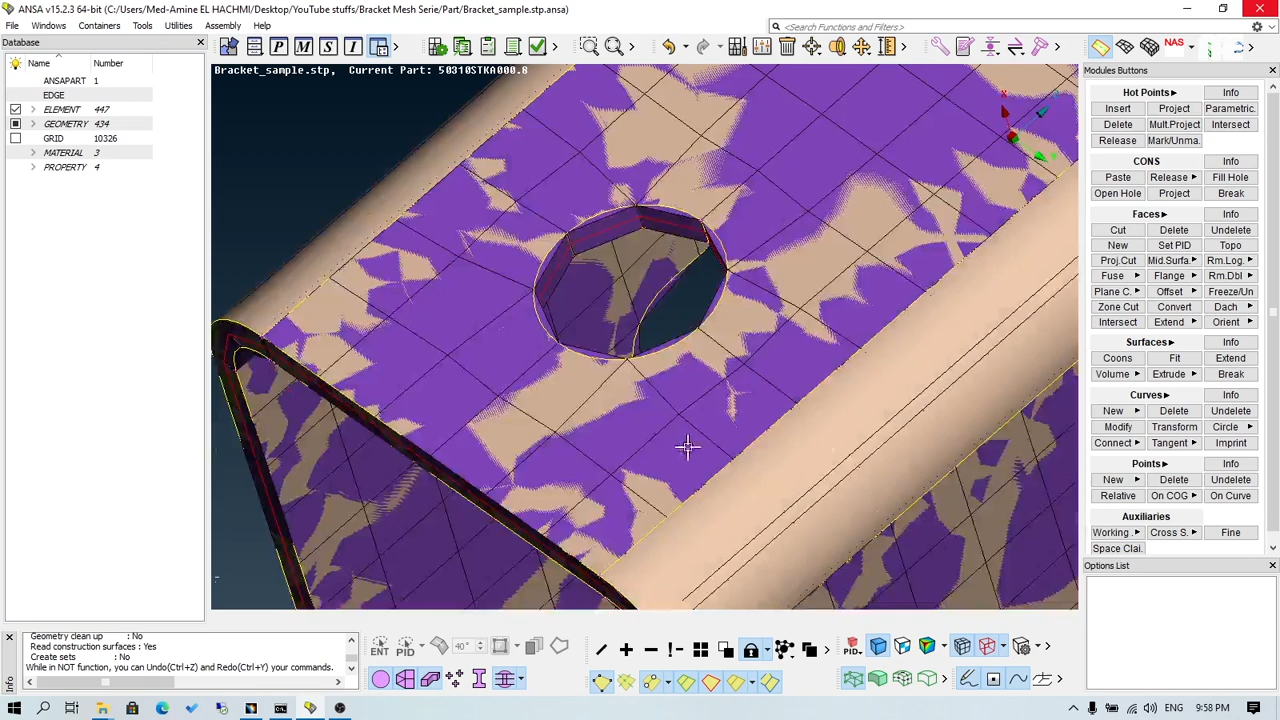 ANSA v15.2.3 64-bit (C:/Users/Med-Amine EL HACHMI/Desktop/YouTube stuffs/Bracket Mesh Serie/Part/Bracket_sample.stp.ansa)
File Windows Containers Tools Utilities Assembly Help
<Search Functions and Filters>
P M S I
NAS
Database
Name Number
ANSAPART 1
EDGE
ELEMENT 447
GEOMETRY 434
GRID 10326
MATERIAL 3
PROPERTY 4
Bracket_sample.stp, Current Part: 50310STKA000.8
Modules Buttons
Hot Points▸ Info
Insert Project Parametric.
Delete Mult.Project Intersect
Release Mark/Unma.
CONS Info
Paste Release Fill Hole
Open Hole Project Break
Faces▸ Info
Cut Delete Undelete
New Set PID Topo
Proj.Cut Mid.Surfa. Rm.Log.
Fuse Flange Rm.Dbl
Plane C. Offset Freeze/Un
Zone Cut Convert Dach
Intersect Extend Orient
Surfaces▸ Info
Coons Fit Extend
Volume Extrude Break
Curves▸ Info
New Delete Undelete
Modify Transform Circle
Connect Tangent Imprint
Points▸ Info
New Delete Undelete
Relative On COG On Curve
Auxiliaries
Working . Cross S. Fine
Space Clai.
Options List
Info
Geometry clean up : No
Read construction surfaces : Yes
Create sets : No
While in NOT function, you can Undo(Ctrl+Z) and Redo(Ctrl+Y) your commands.
ENT PID 40°
PID
ENG 9:58 PM